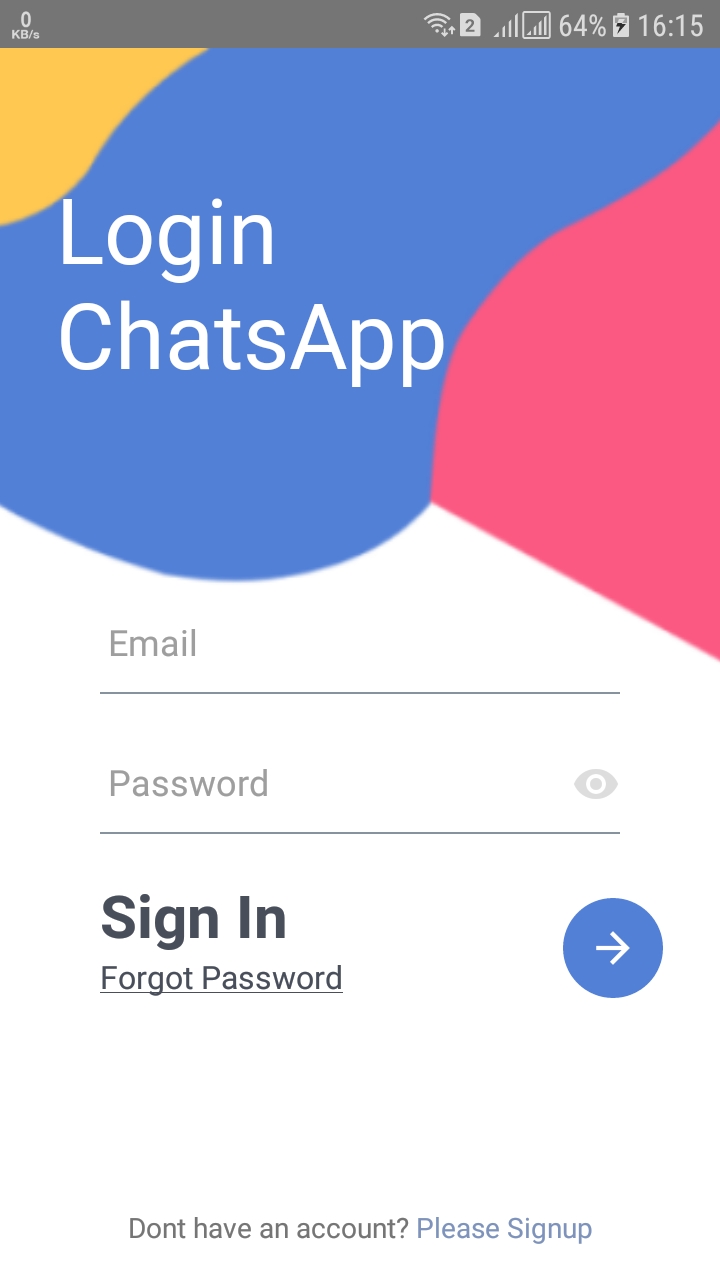 0
KB/s
2
64%
16:15
Login
ChatsApp
Email
Password
Sign In
Forgot Password
Dont have an account? Please Signup